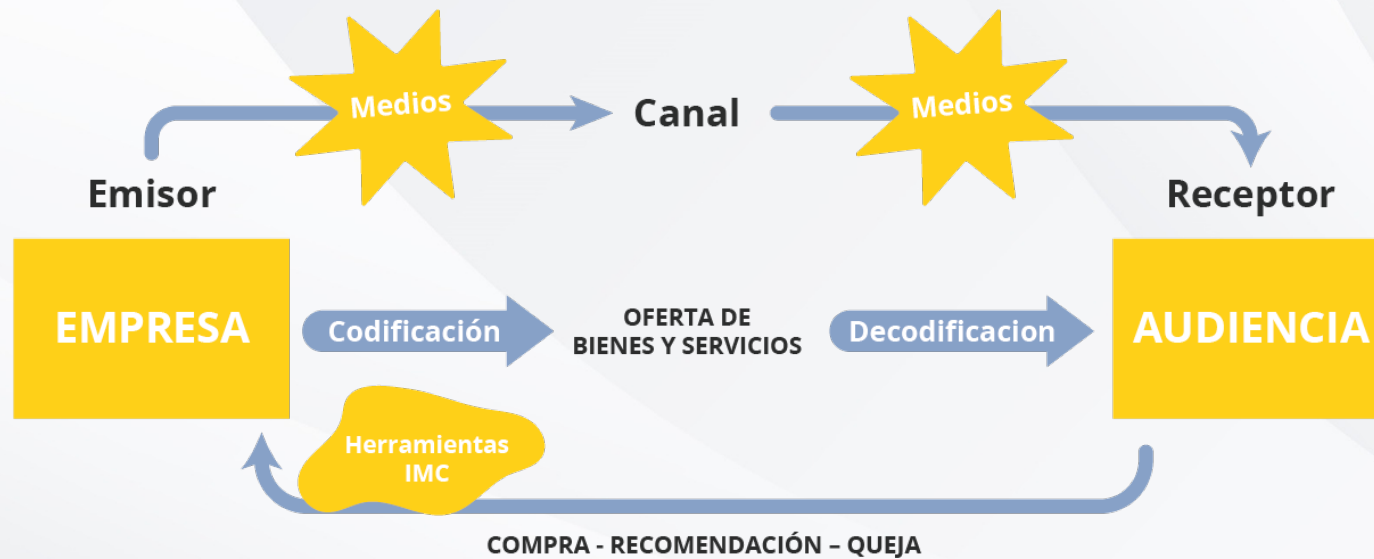 Medios
Canal
Medios
Emisor
Receptor
EMPRESA
Codificación
OFERTA DE
BIENES Y SERVICIOS
Decodificacion
AUDIENCIA
Herramientas
IMC
COMPRA - RECOMENDACIÓN – QUEJA